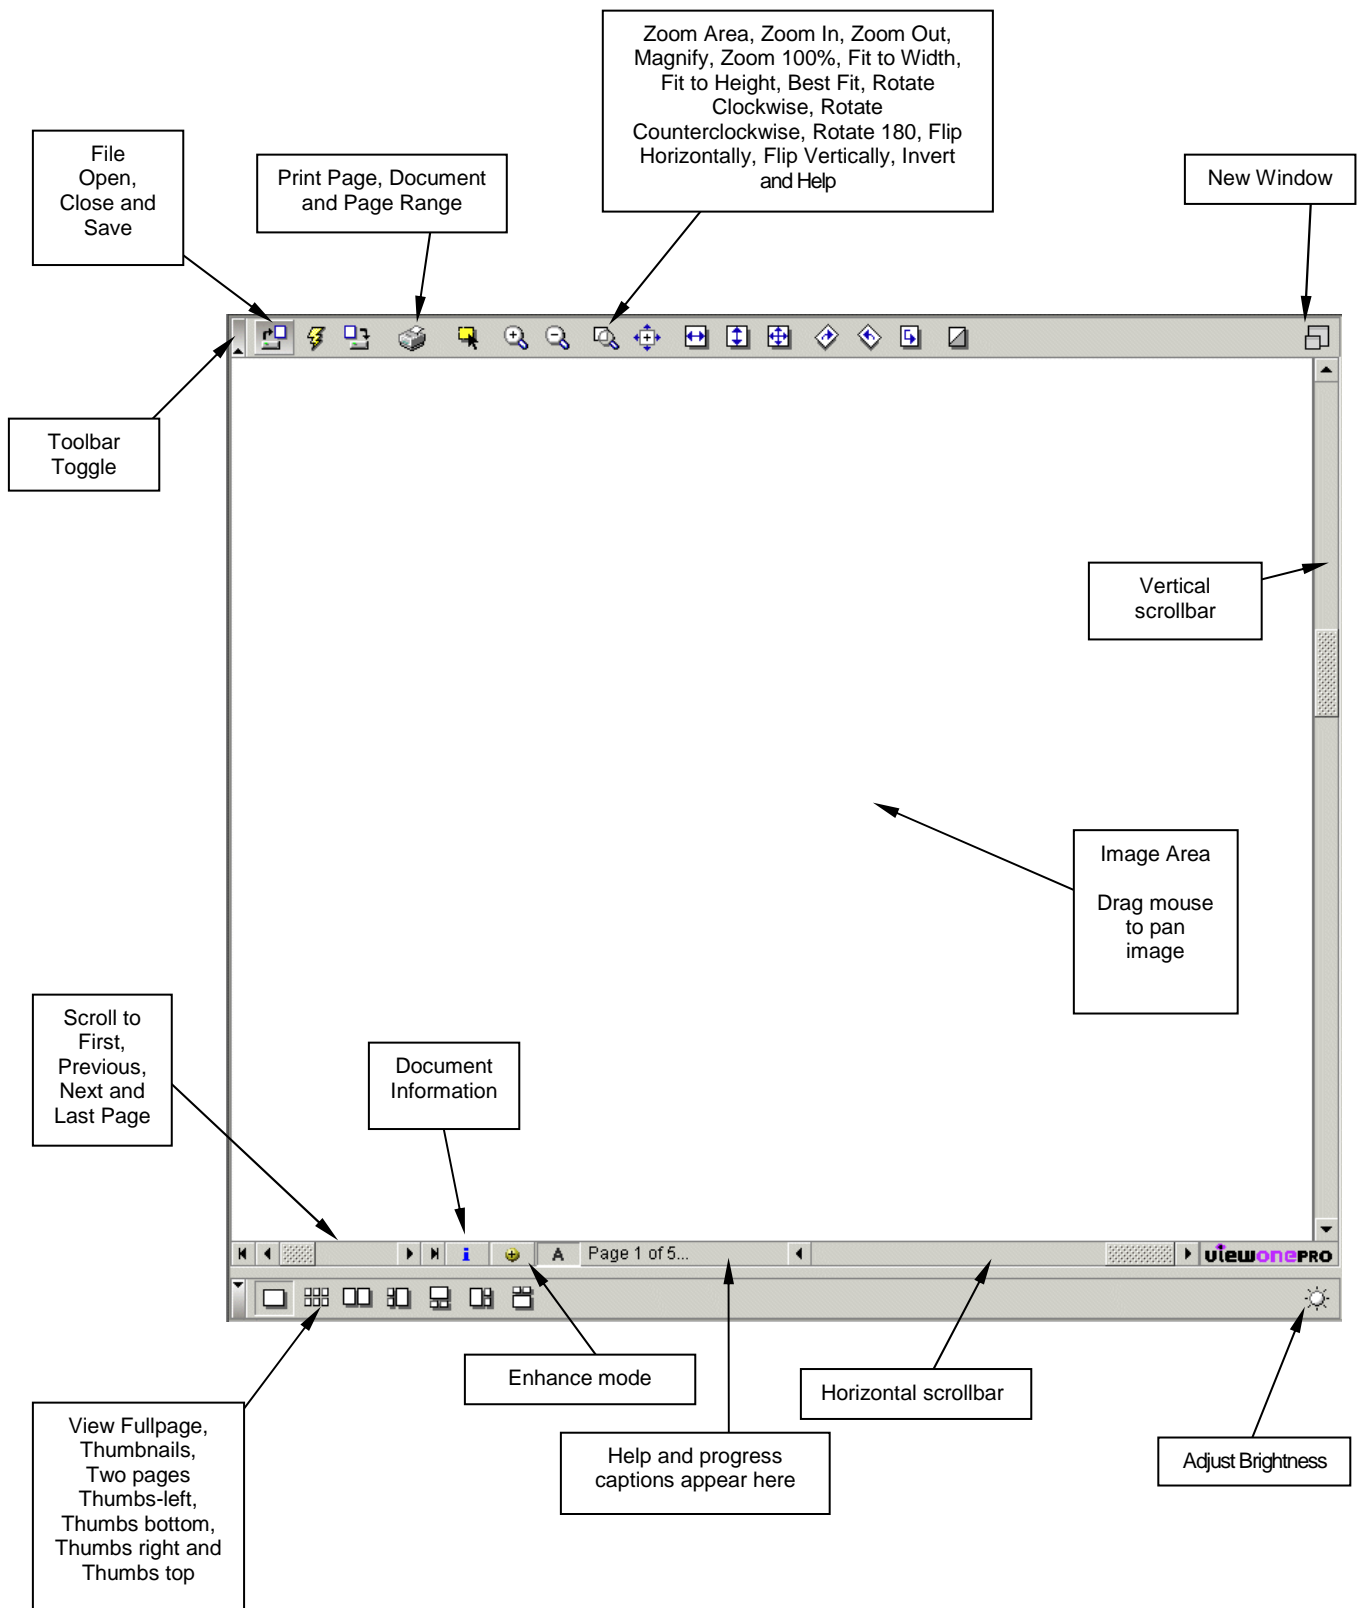 Zoom Area, Zoom In, Zoom Out,
Magnify, Zoom 100%, Fit to Width,
Fit to Height, Best Fit, Rotate
Clockwise, Rotate
Counterclockwise, Rotate 180, Flip
Horizontally, Flip Vertically, Invert
and Help
File
Open,
Close and
Save
Print Page, Document
and Page Range
New Window
Toolbar
Toggle
Vertical
scrollbar
Image Area
Drag mouse
to pan
image
Scroll to
First,
Previous,
Next and
Last Page
Document
Information
i
A
Page 1 of 5...
viewonePRO
Enhance mode
Horizontal scrollbar
View Fullpage,
Thumbnails,
Two pages
Thumbs-left,
Thumbs bottom,
Thumbs right and
Thumbs top
Help and progress
captions appear here
Adjust Brightness